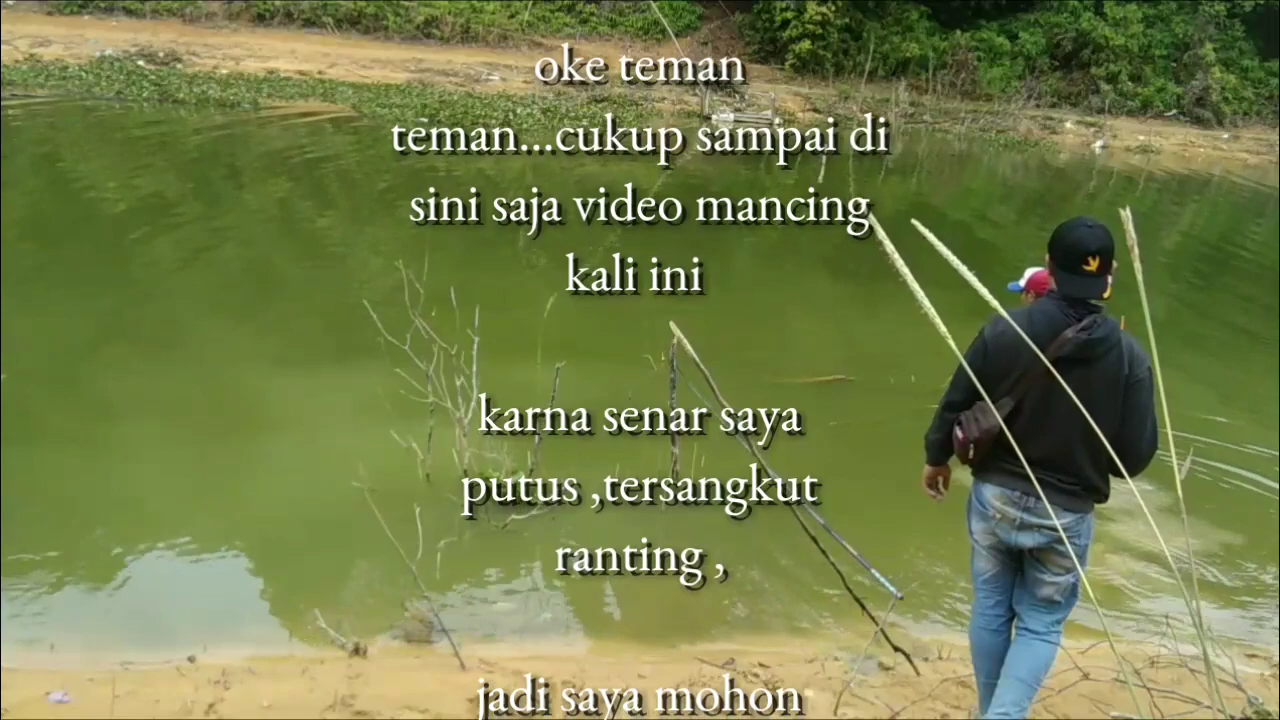 oke teman
teman...cukup sampai di
sini saja video mancing
kali ini
karna senar saya
putus ,tersangkut
ranting ,
jadi saya mohon